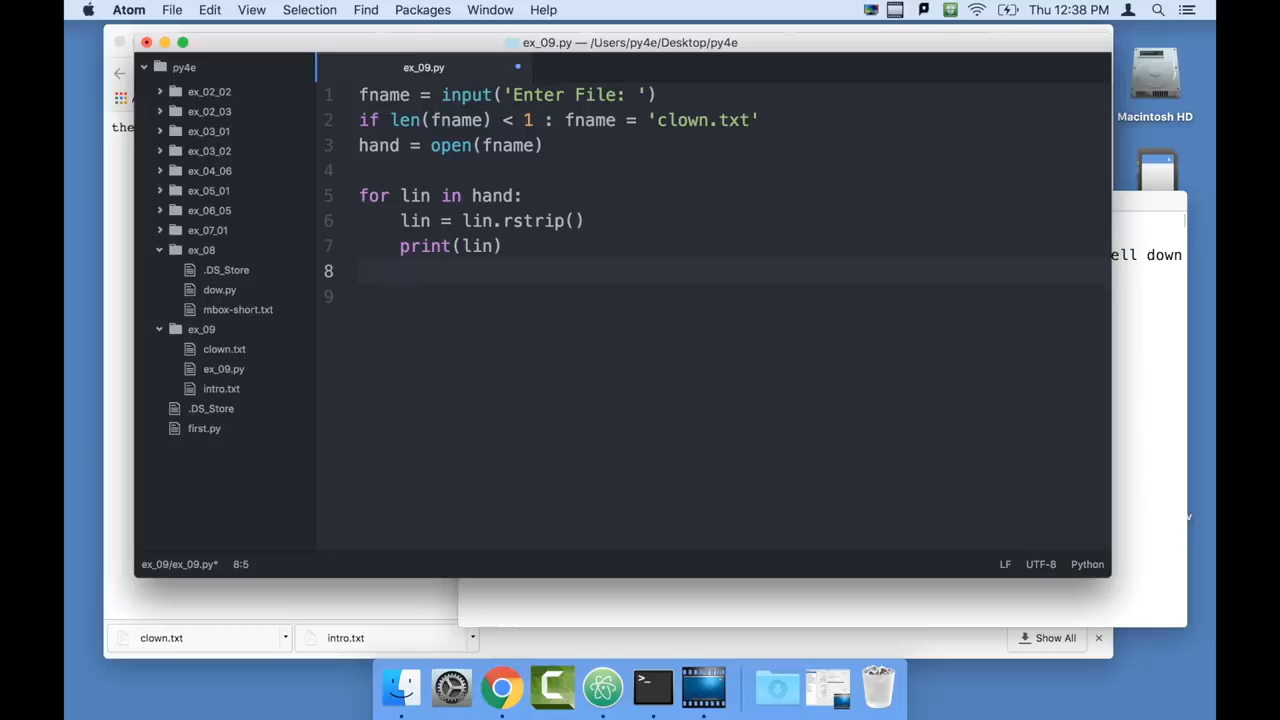 Atom File Edit View Selection Find Packages Window Help Thu 12:38 PM
ex_09.py — /Users/py4e/Desktop/py4e
py4e
ex_02_02
ex_02_03
ex_03_01
ex_03_02
ex_04_06
ex_05_01
ex_06_05
ex_07_01
ex_08
.DS_Store
dow.py
mbox-short.txt
ex_09
clown.txt
ex_09.py
intro.txt
.DS_Store
first.py
ex_09.py
1 fname = input('Enter File: ')
2 if len(fname) < 1 : fname = 'clown.txt'
3 hand = open(fname)
4
5 for lin in hand:
6 lin = lin.rstrip()
7 print(lin)
8
9
ex_09/ex_09.py* 8:5 LF UTF-8 Python
the
Macintosh HD
ell down
clown.txt intro.txt Show All